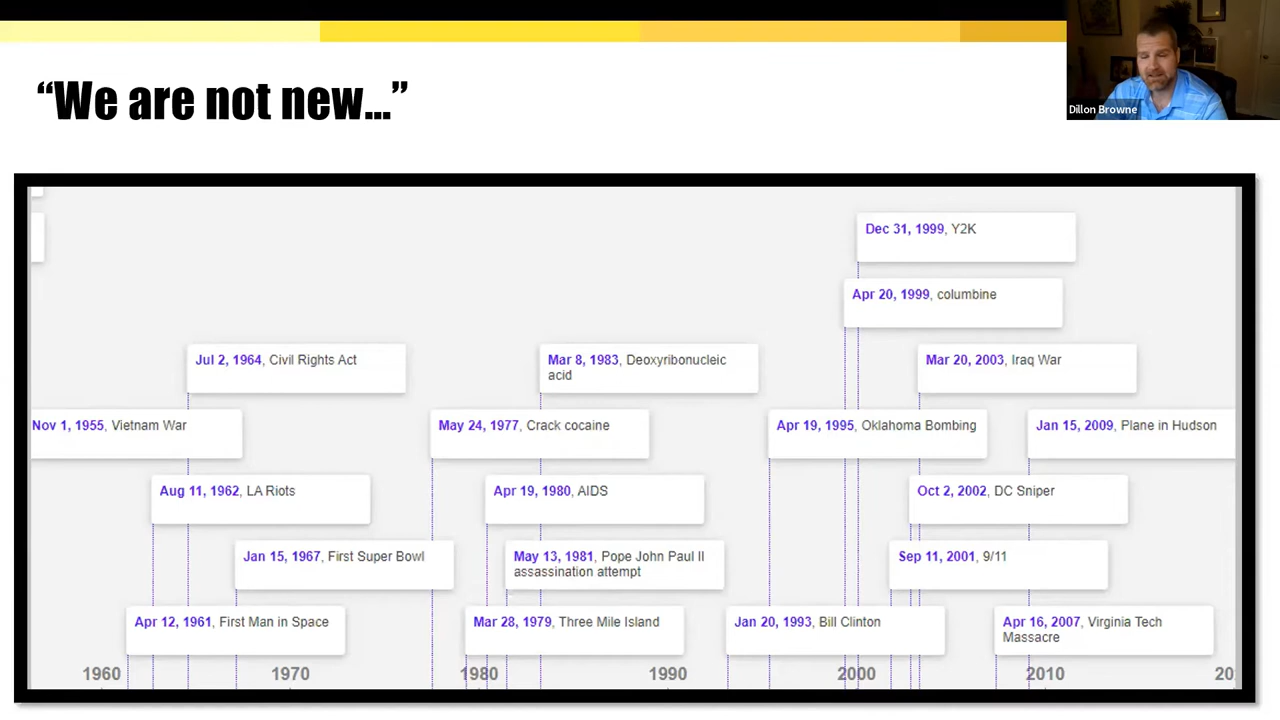 “We are not new...”
Dillon Browne
Dec 31, 1999, Y2K
Apr 20, 1999, columbine
Jul 2, 1964, Civil Rights Act
Mar 8, 1983, Deoxyribonucleic
acid
Mar 20, 2003, Iraq War
Nov 1, 1955, Vietnam War
May 24, 1977, Crack cocaine
Apr 19, 1995, Oklahoma Bombing
Jan 15, 2009, Plane in Hudson
Aug 11, 1962, LA Riots
Apr 19, 1980, AIDS
Oct 2, 2002, DC Sniper
Jan 15, 1967, First Super Bowl
May 13, 1981, Pope John Paul II
assassination attempt
Sep 11, 2001, 9/11
Apr 12, 1961, First Man in Space
Mar 28, 1979, Three Mile Island
Jan 20, 1993, Bill Clinton
Apr 16, 2007, Virginia Tech
Massacre
1960 1970 1980 1990 2000 2010 20